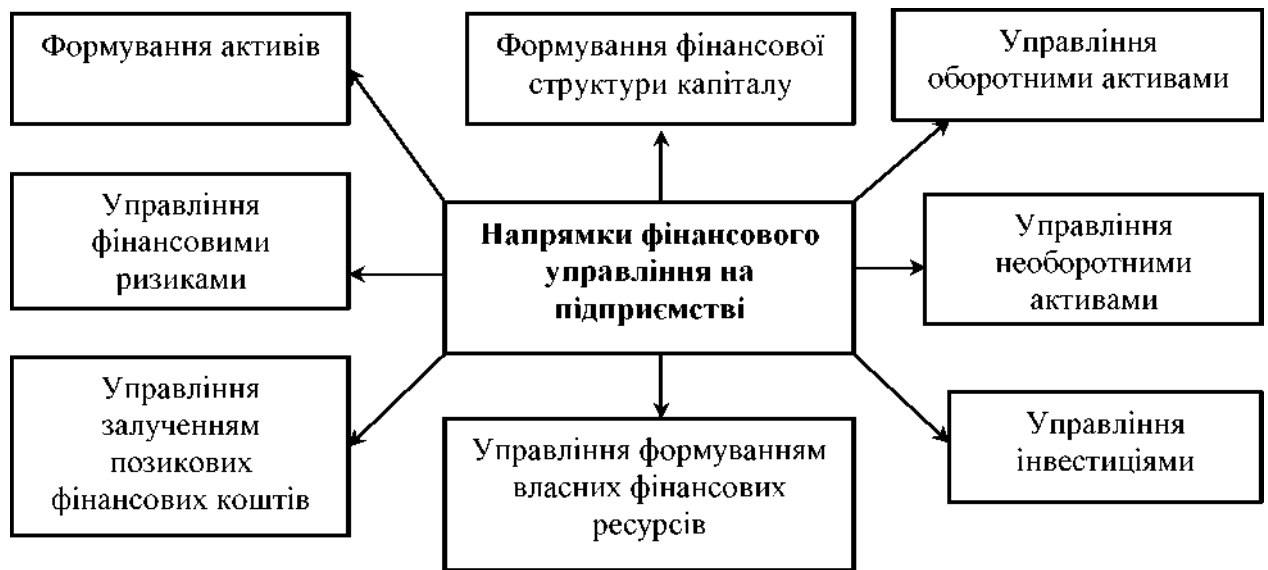 Формування активів
Формування фінансової
структури капіталу
Управління
оборотними активами
Управління
фінансовими
ризиками
Напрямки фінансового
управління на
підприємстві
Управління
необоротними
активами
Управління
залученням
позикових
фінансових коштів
Управління формуванням
власних фінансових
ресурсів
Управління
інвестиціями